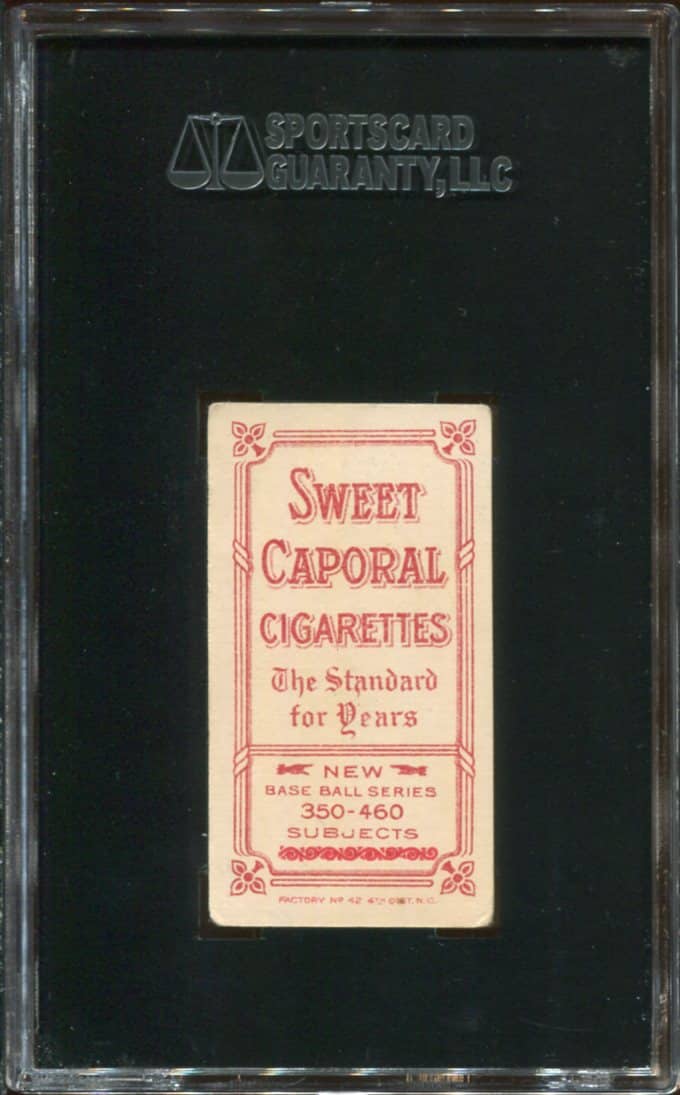 SPORTSCARD
GUARANTY, LLC
SWEET
CAPORAL
CIGARETTES
The Standard
for Years
NEW
BASE BALL SERIES
350-460
SUBJECTS
FACTORY Nº 42 4TH DIST. N.C.